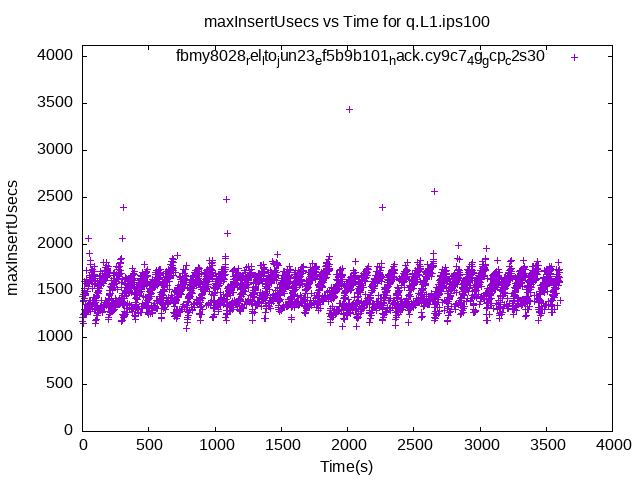 maxInsertUsecs vs Time for q.L1.ips100
fbmy8028relltojun23ef5b9b101hack.cy9c74ggcpc2s30
4000
3500
3000
2500
2000
1500
1000
500
0
maxInsertUsecs
0 500 1000 1500 2000 2500 3000 3500 4000
Time(s)